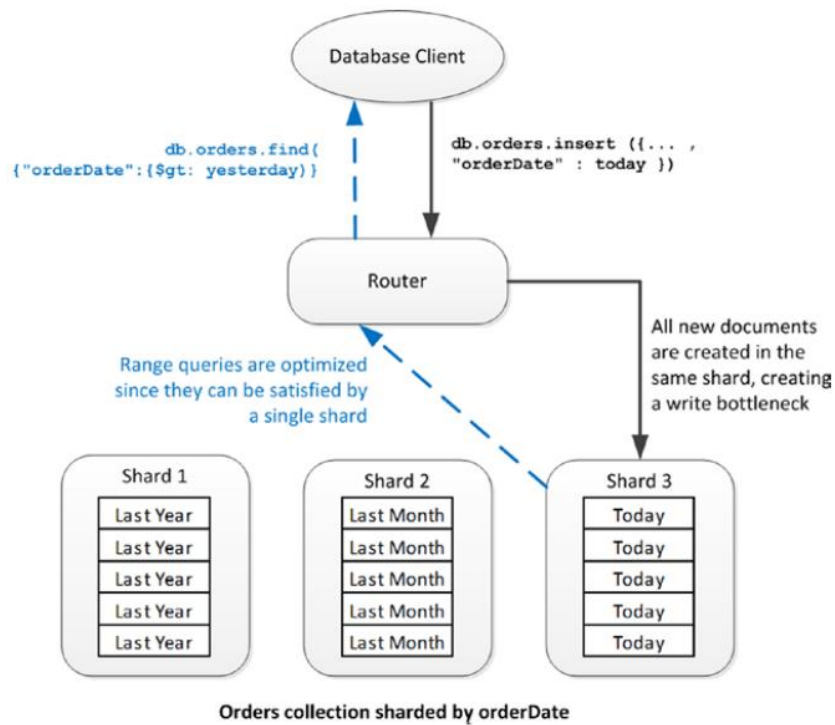 Database Client
db.orders.find(
{"orderDate":{$gt: yesterday)}
db.orders.insert ({... ,
"orderDate" : today })
Router
Range queries are optimized
since they can be satisfied by
a single shard
All new documents
are created in the
same shard, creating
a write bottleneck
Shard 1
Last Year
Last Year
Last Year
Last Year
Last Year
Shard 2
Last Month
Last Month
Last Month
Last Month
Last Month
Shard 3
Today
Today
Today
Today
Today
Orders collection sharded by orderDate